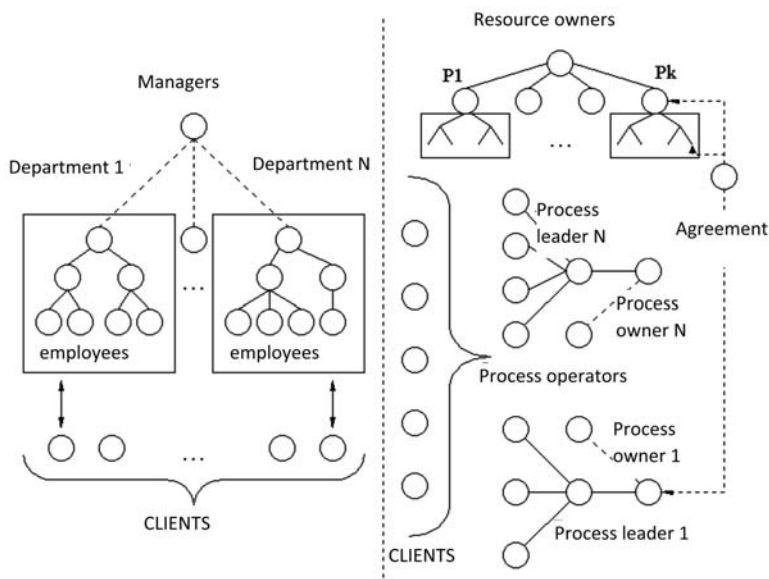 Managers
Department 1
Department N
...
employees
employees
...
CLIENTS
Resource owners
P1
Pk
...
Process
leader N
Agreement
Process
owner N
Process operators
Process
owner 1
Process leader 1
CLIENTS